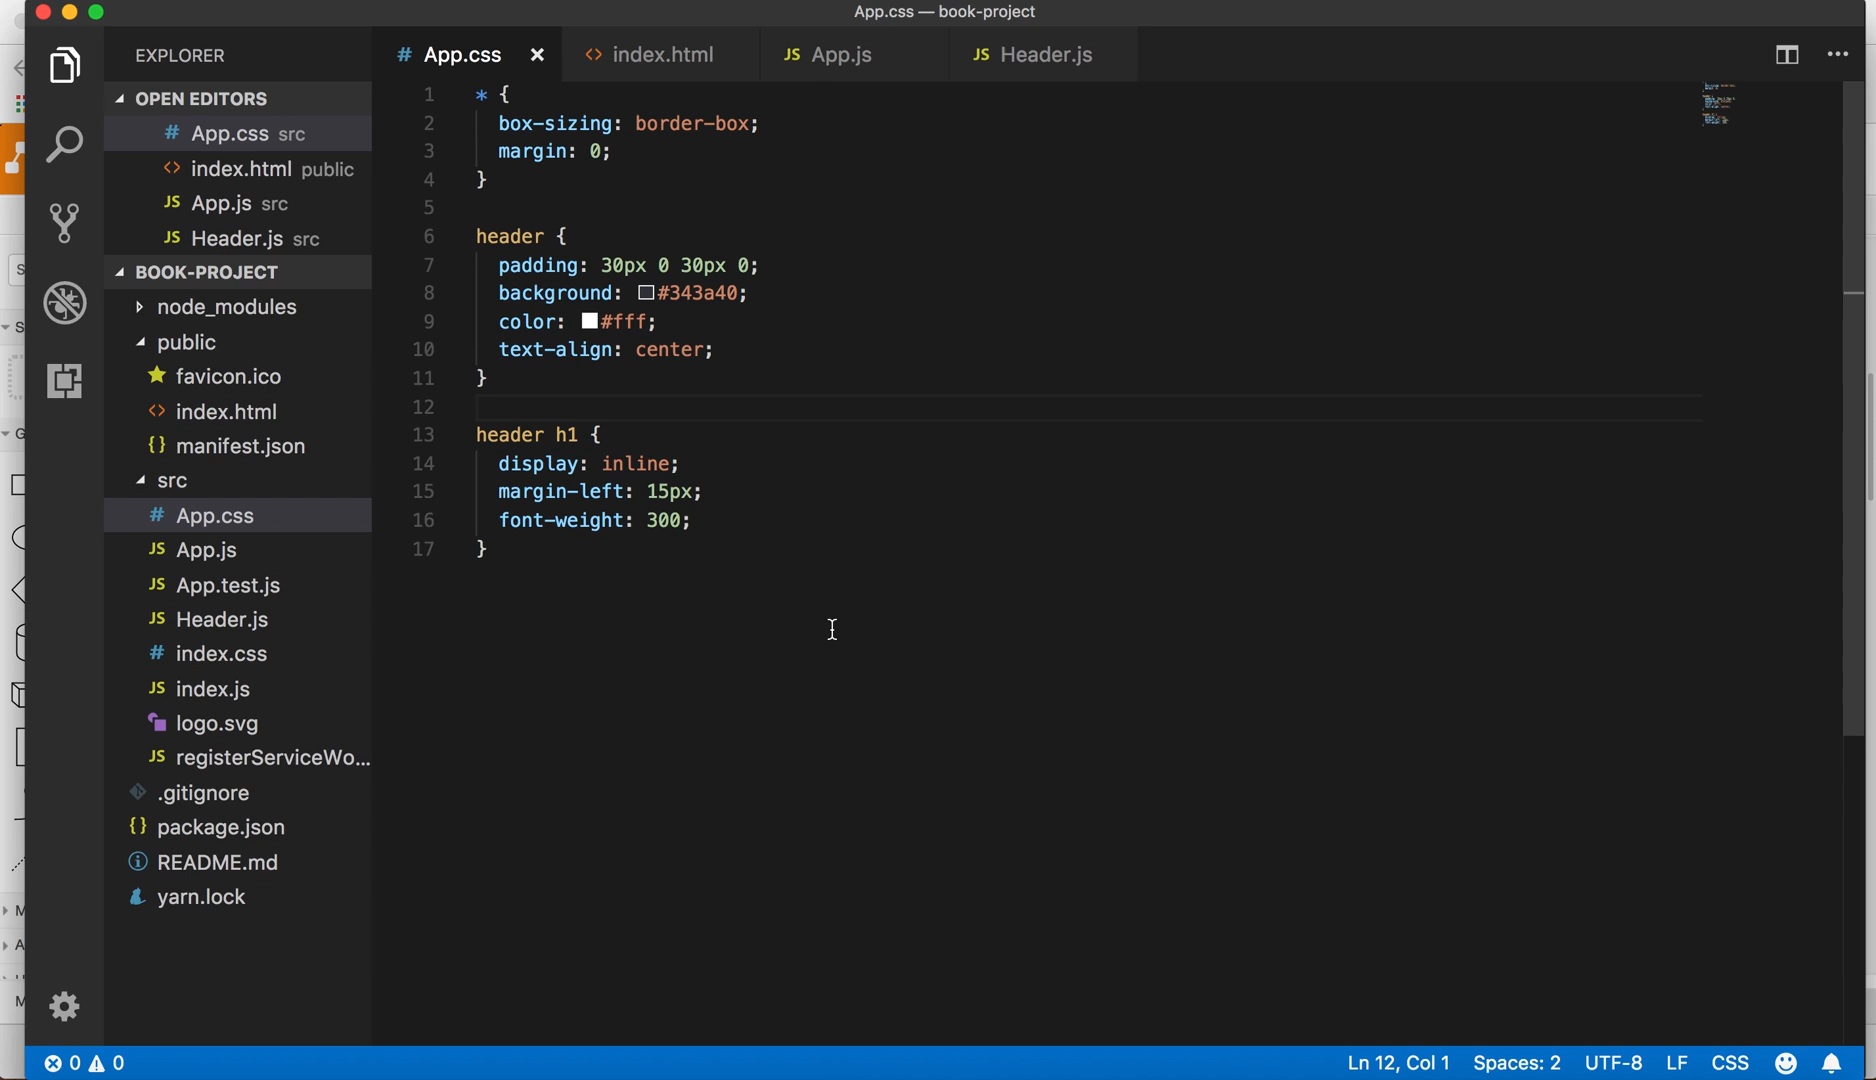 App.css — book-project
EXPLORER
# App.css ×
<> index.html
JS App.js
JS Header.js
OPEN EDITORS
# App.css src
<> index.html public
JS App.js src
JS Header.js src
BOOK-PROJECT
node_modules
public
favicon.ico
<> index.html
{} manifest.json
src
# App.css
JS App.js
JS App.test.js
JS Header.js
# index.css
JS index.js
logo.svg
JS registerServiceWo...
.gitignore
{} package.json
README.md
yarn.lock
1 * {
2 box-sizing: border-box;
3 margin: 0;
4 }
5
6 header {
7 padding: 30px 0 30px 0;
8 background: #343a40;
9 color: #fff;
10 text-align: center;
11 }
12
13 header h1 {
14 display: inline;
15 margin-left: 15px;
16 font-weight: 300;
17 }
0 0
Ln 12, Col 1 Spaces: 2 UTF-8 LF CSS